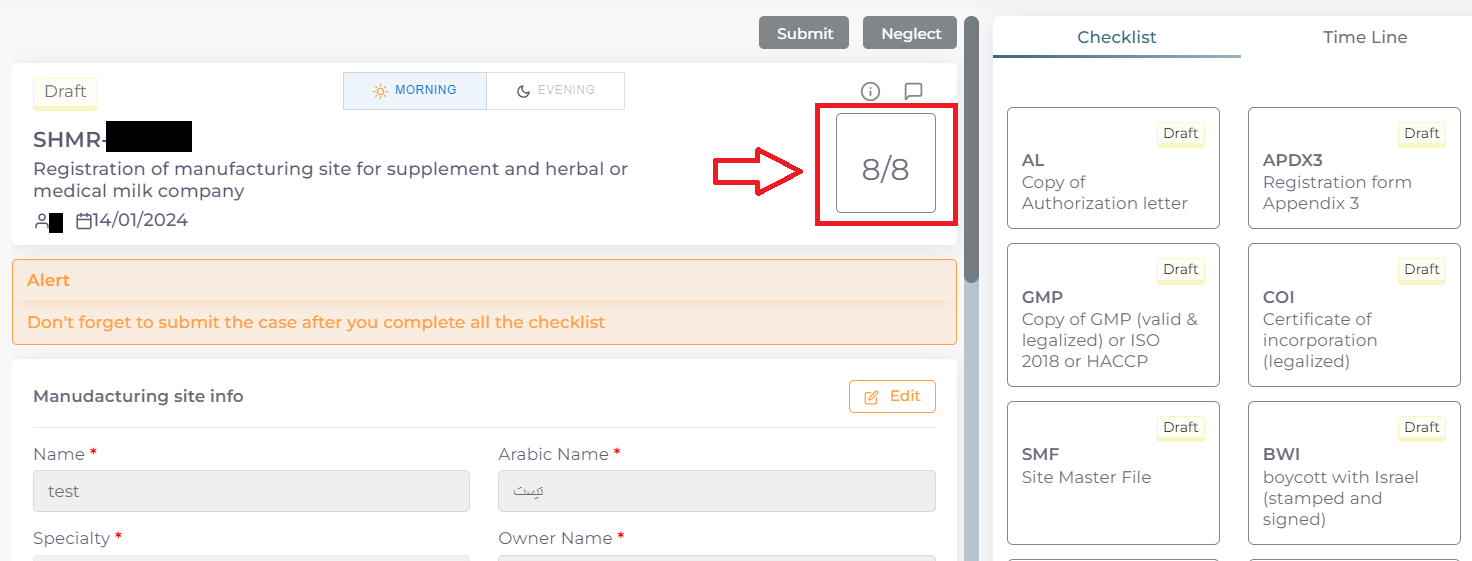 Submit
Neglect
Draft
MORNING
EVENING
SHMR-
Registration of manufacturing site for supplement and herbal or
medical milk company
14/01/2024
8/8
Alert
Don't forget to submit the case after you complete all the checklist
Manudacturing site info
Edit
Name *
Arabic Name *
test
تيست
Specialty *
Owner Name *
Checklist
Time Line
Draft
AL
Copy of
Authorization letter
Draft
APDX3
Registration form
Appendix 3
Draft
GMP
Copy of GMP (valid &
legalized) or ISO
2018 or HACCP
Draft
COI
Certificate of
incorporation
(legalized)
Draft
SMF
Site Master File
Draft
BWI
boycott with Israel
(stamped and
signed)